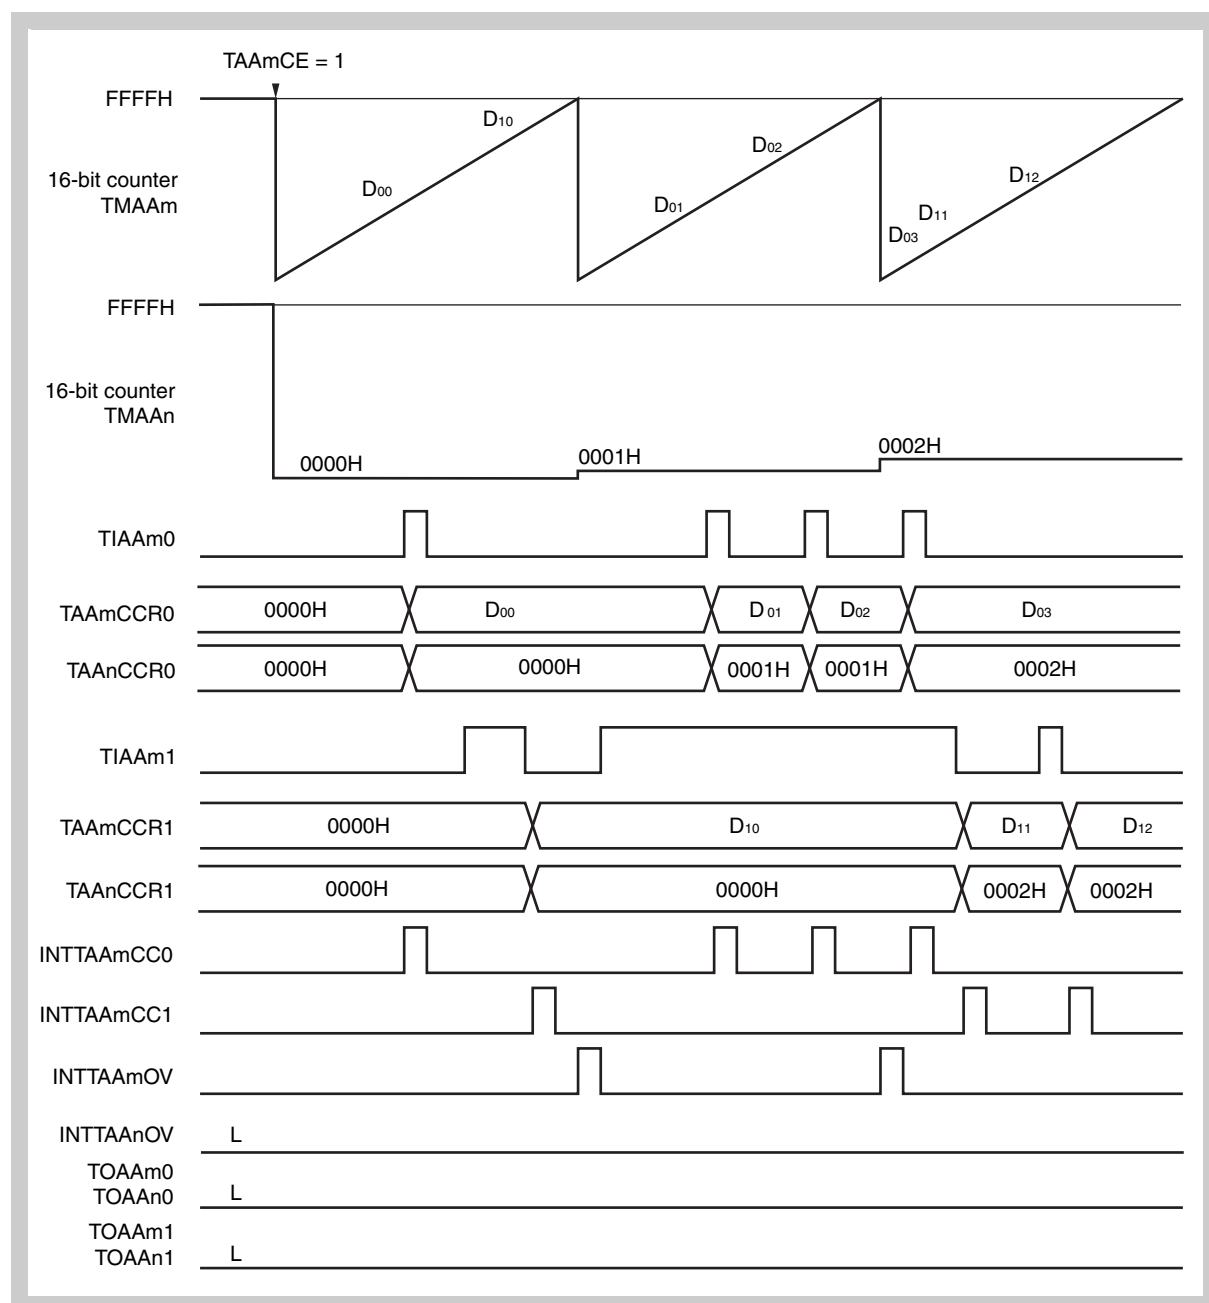 TAAmCE = 1
FFFFH
D10
D02
16-bit counter
TMAAm
D00
D01
D12
D11
D03
FFFFH
16-bit counter
TMAAn
0000H
0001H
0002H
TIAAm0
TAAmCCR0
0000H
D00
D01
D02
D03
TAAnCCR0
0000H
0000H
0001H
0001H
0002H
TIAAm1
TAAmCCR1
0000H
D10
D11
D12
TAAnCCR1
0000H
0000H
0002H
0002H
INTTAAmCC0
INTTAAmCC1
INTTAAmOV
INTTAAnOV
L
TOAAm0
TOAAn0
L
TOAAm1
TOAAn1
L